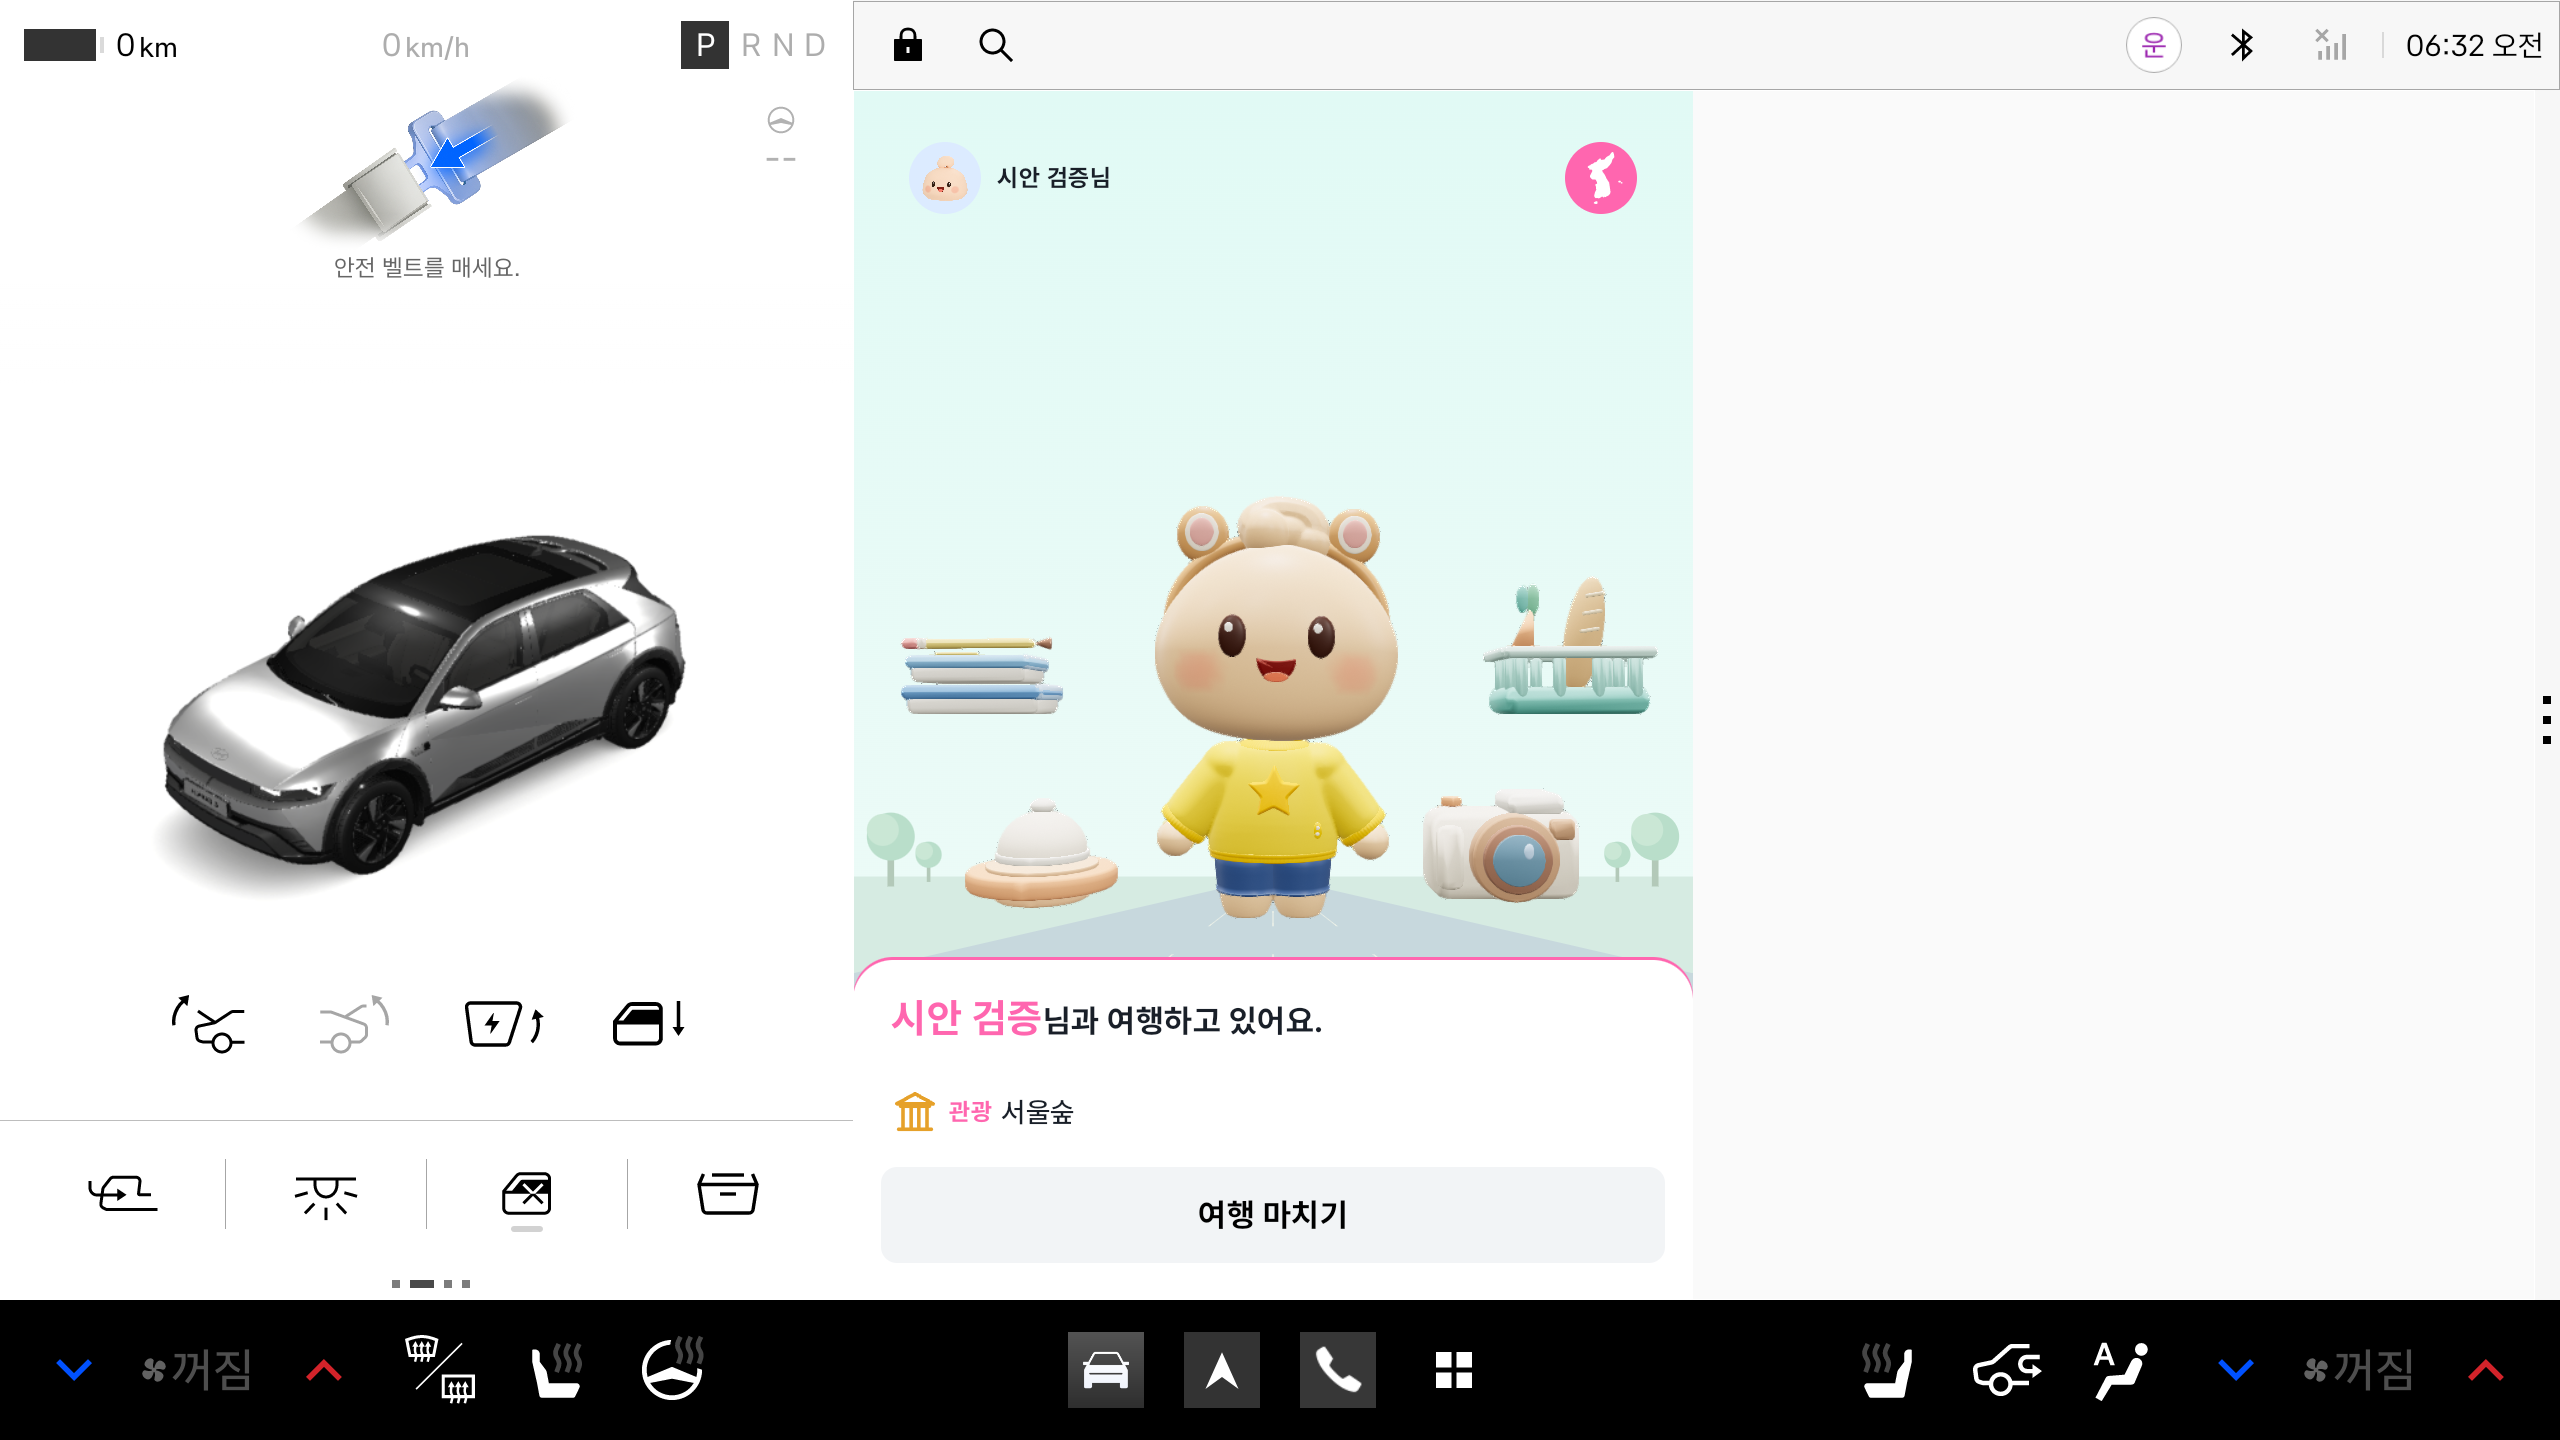 0 km
0 km/h
P R N D
운
06:32 오전
--
안전 벨트를 매세요.
시안 검증님
시안 검증님과 여행하고 있어요.
관광 서울숲
여행 마치기
꺼짐
A
꺼짐